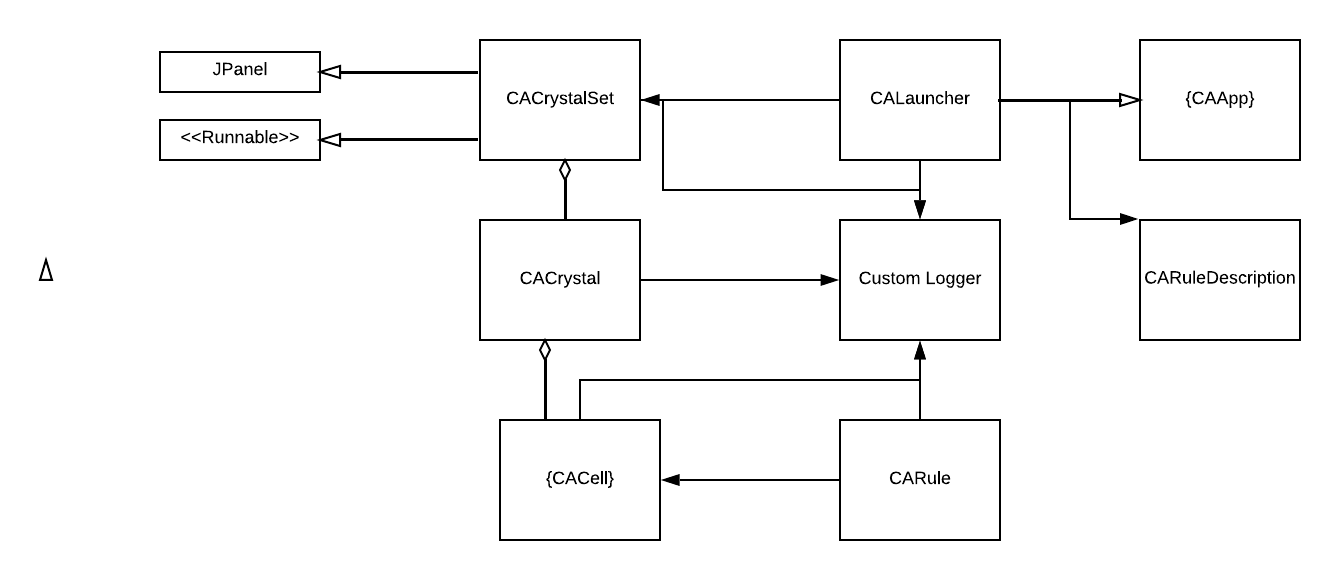 JPanel
CACrystalSet
CALauncher
{CAApp}
<<Runnable>>
CACrystal
Custom Logger
CARuleDescription
{CACell}
CARule